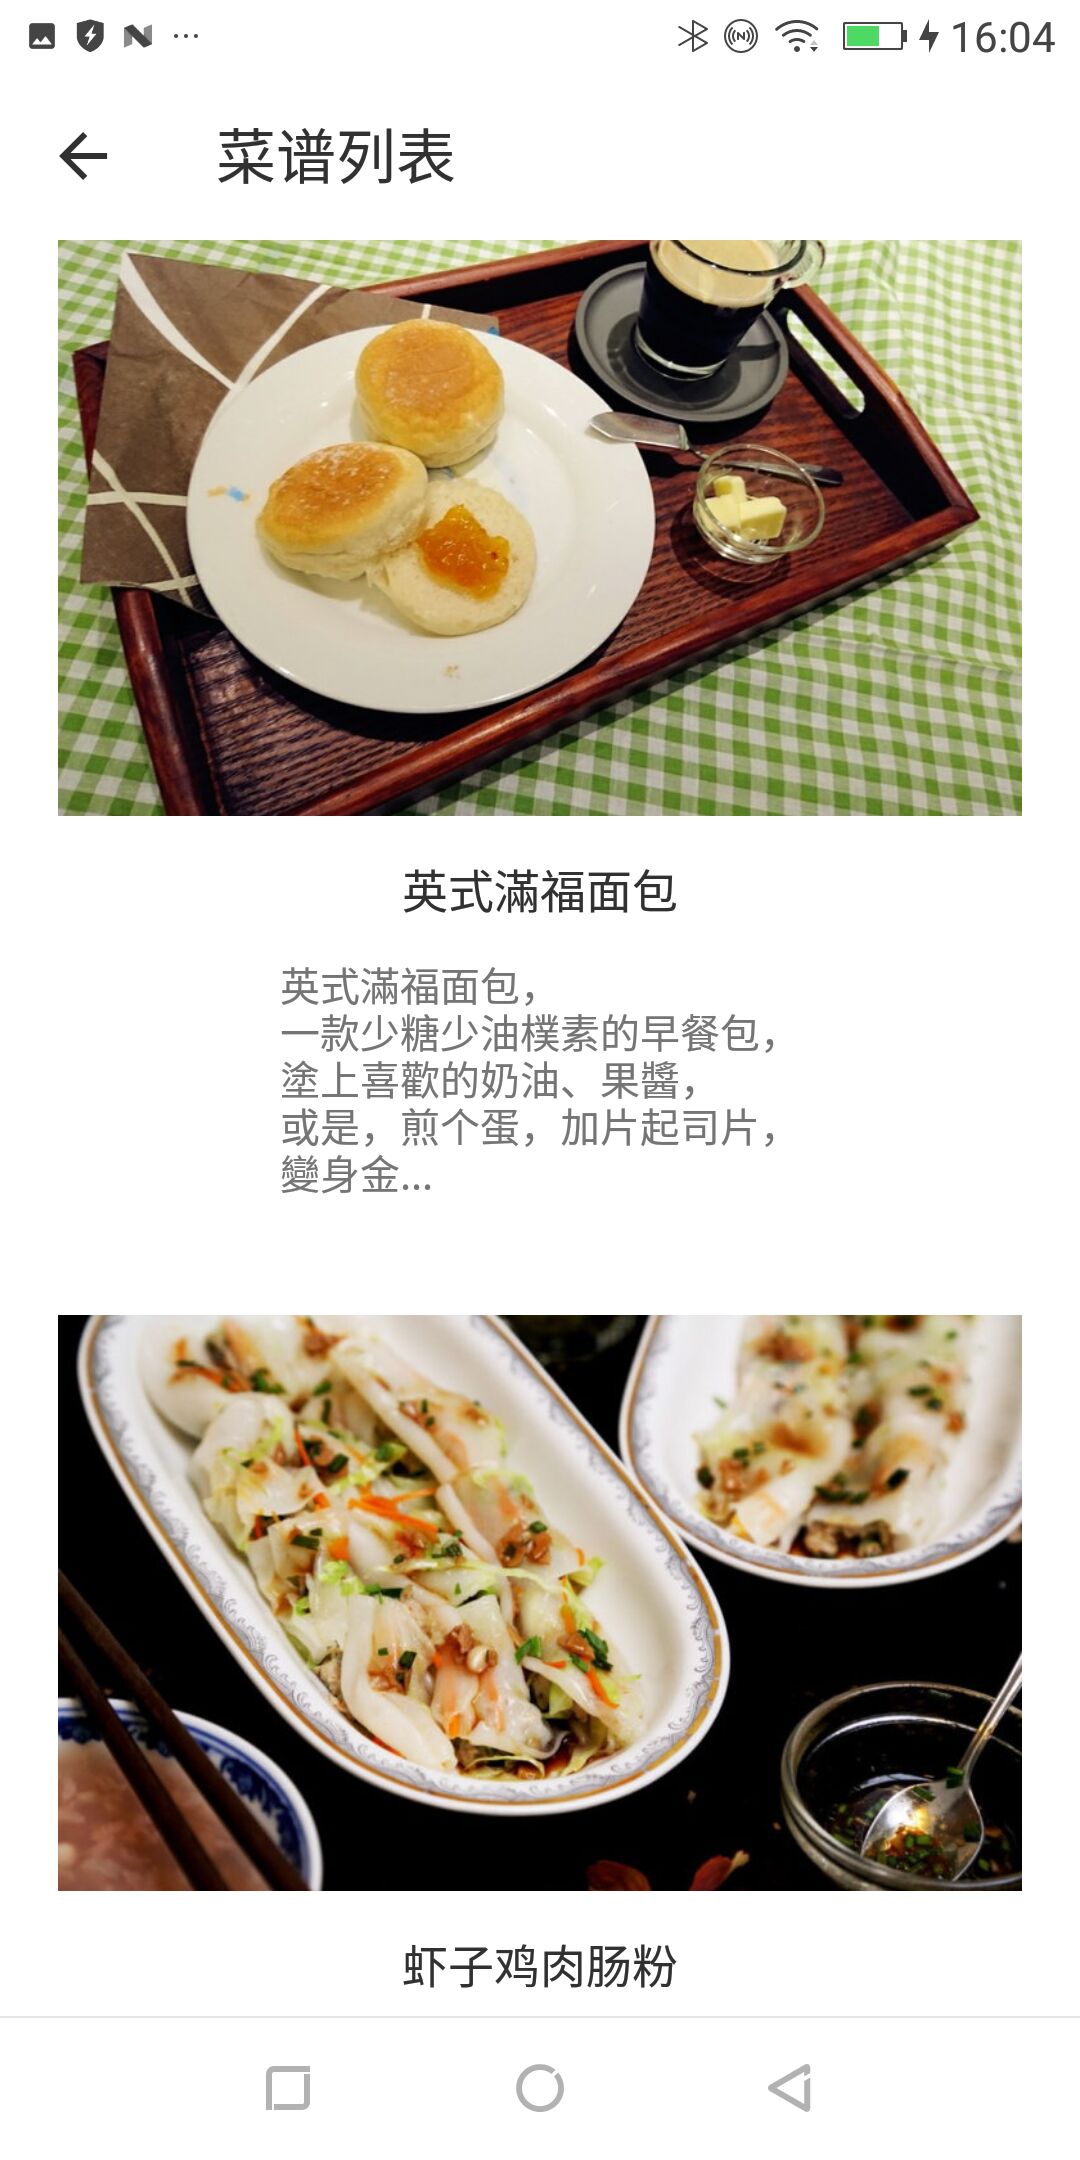 16:04
菜谱列表
英式滿福面包
英式滿福面包，
一款少糖少油樸素的早餐包，
塗上喜歡的奶油、果醬，
或是，煎个蛋，加片起司片，
變身金...
虾子鸡肉肠粉